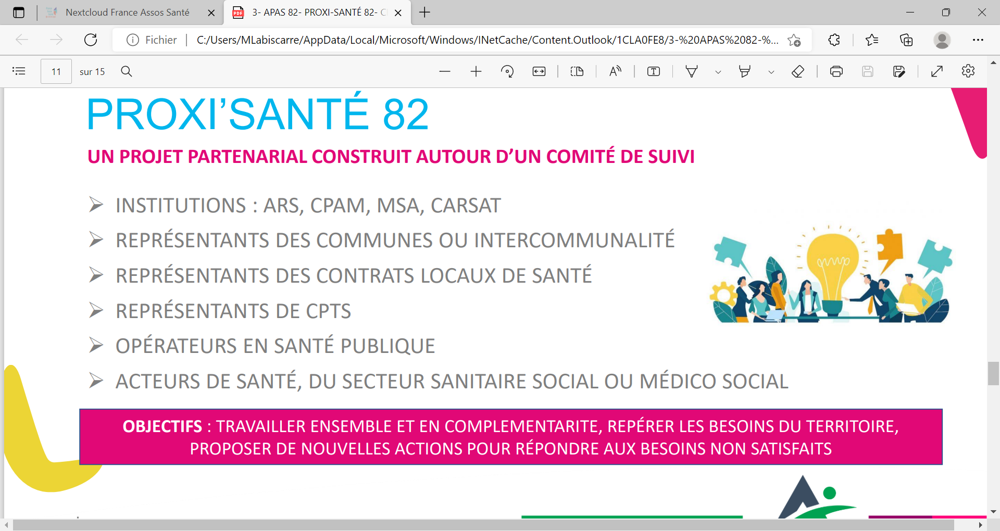 Nextcloud France Assos Santé
3- APAS 82- PROXI-SANTÉ 82- C
Fichier
C:/Users/MLabiscarre/AppData/Local/Microsoft/Windows/INetCache/Content.Outlook/1CLA0FE8/3-%20APAS%2082-%...
11 sur 15
PROXI’SANTÉ 82
UN PROJET PARTENARIAL CONSTRUIT AUTOUR D’UN COMITÉ DE SUIVI
INSTITUTIONS : ARS, CPAM, MSA, CARSAT
REPRÉSENTANTS DES COMMUNES OU INTERCOMMUNALITÉ
REPRÉSENTANTS DES CONTRATS LOCAUX DE SANTÉ
REPRÉSENTANTS DE CPTS
OPÉRATEURS EN SANTÉ PUBLIQUE
ACTEURS DE SANTÉ, DU SECTEUR SANITAIRE SOCIAL OU MÉDICO SOCIAL
OBJECTIFS : TRAVAILLER ENSEMBLE ET EN COMPLEMENTARITE, REPÉRER LES BESOINS DU TERRITOIRE,
PROPOSER DE NOUVELLES ACTIONS POUR RÉPONDRE AUX BESOINS NON SATISFAITS